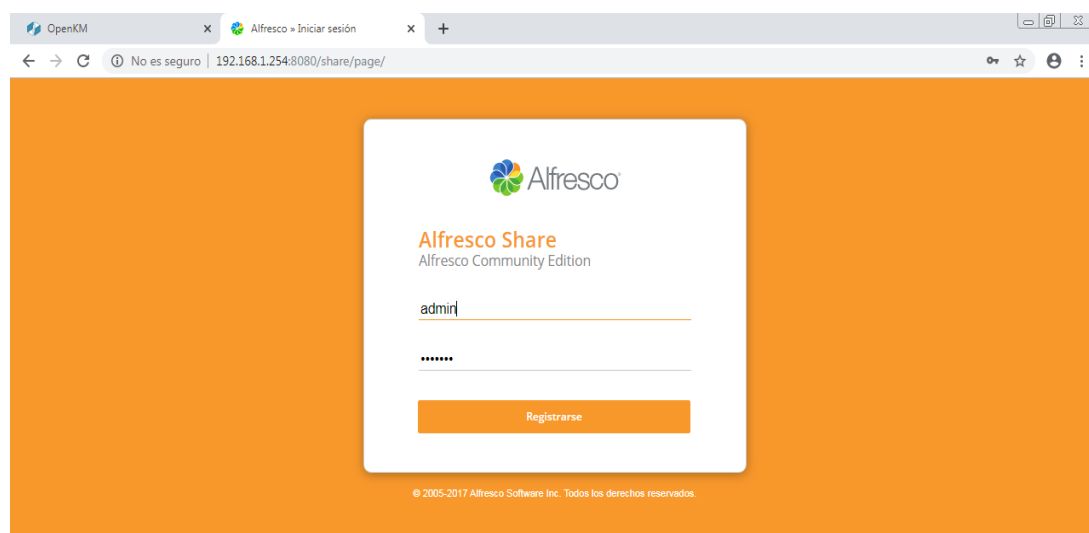 OpenKM
Alfresco » Iniciar sesión
No es seguro | 192.168.1.254:8080/share/page/
Alfresco
Alfresco Share
Alfresco Community Edition
admin
•••••••
Registrarse
© 2005-2017 Alfresco Software Inc. Todos los derechos reservados.